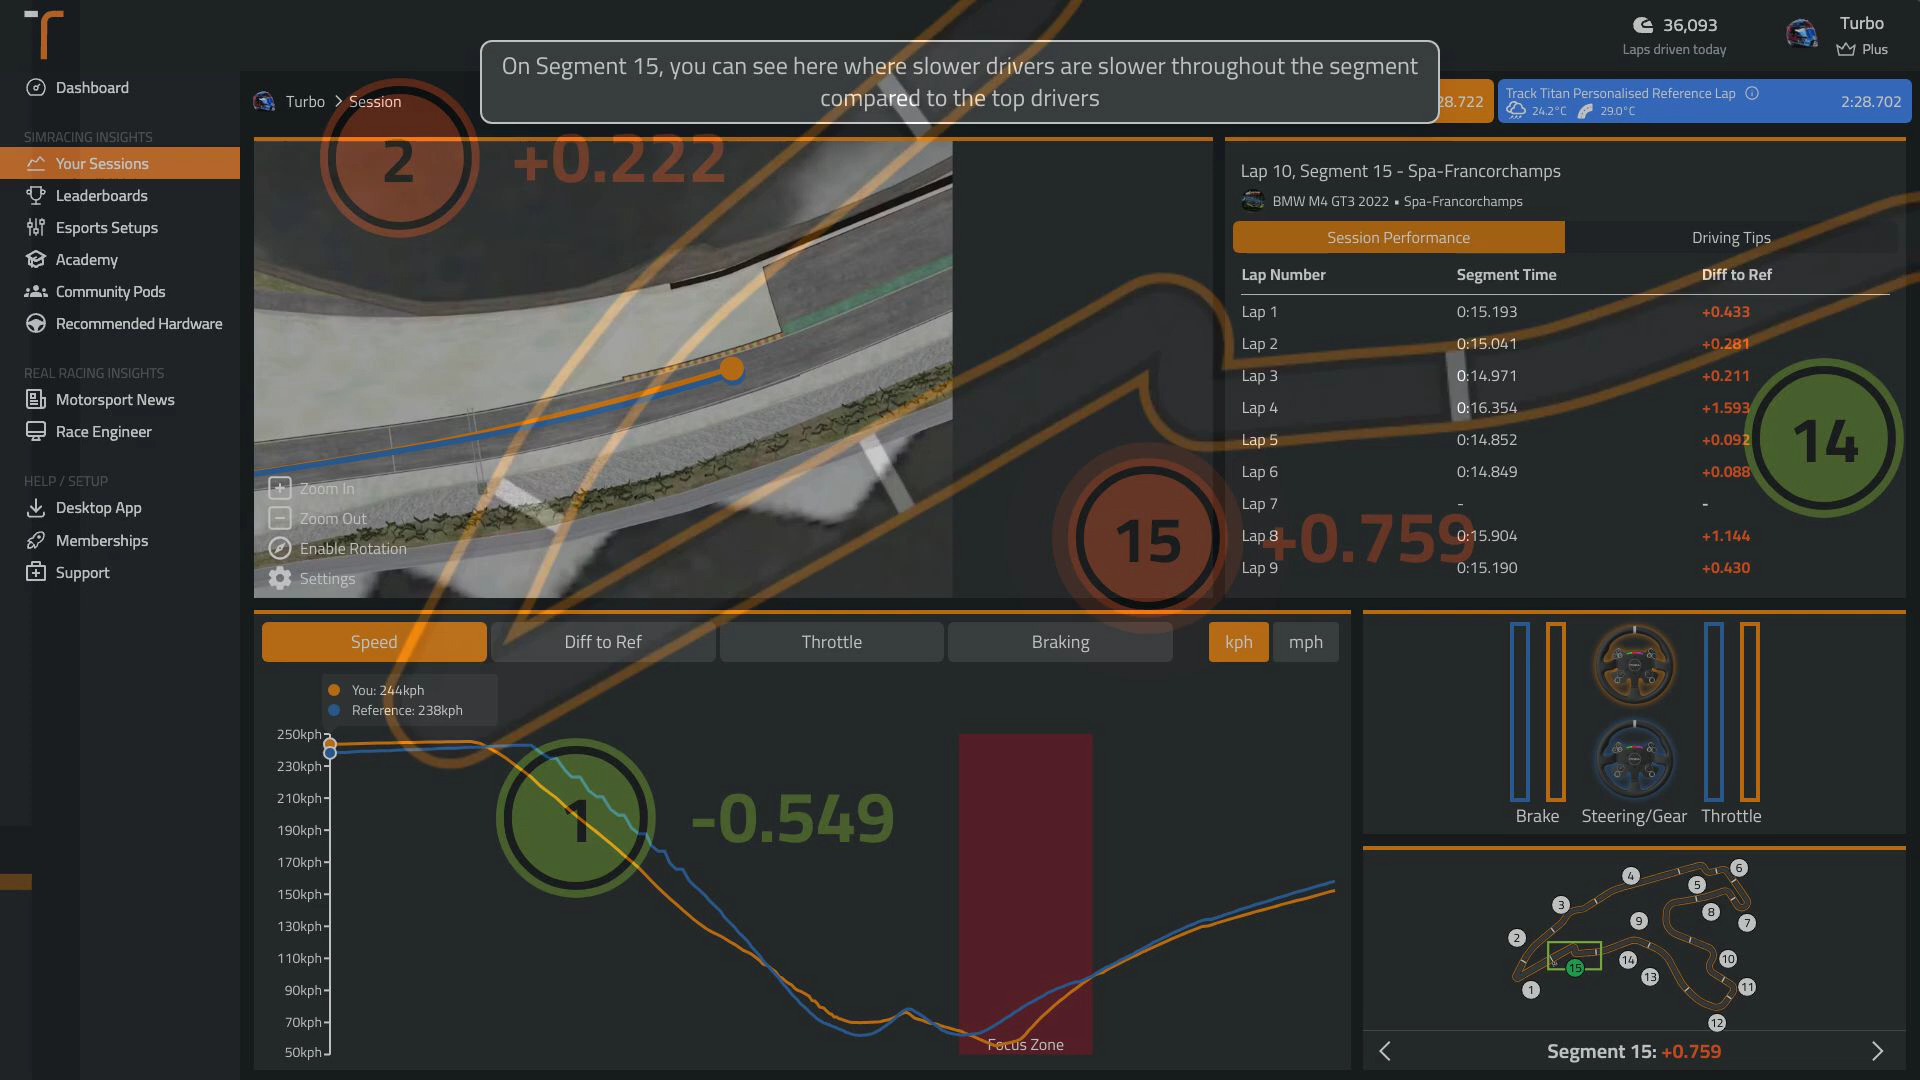 36,093
Laps driven today
Turbo
Plus
On Segment 15, you can see here where slower drivers are slower throughout the segment
compared to the top drivers
Dashboard
SIMRACING INSIGHTS
Your Sessions
Leaderboards
Esports Setups
Academy
Community Pods
Recommended Hardware
REAL RACING INSIGHTS
Motorsport News
Race Engineer
HELP / SETUP
Desktop App
Memberships
Support
Turbo > Session
28.722
Track Titan Personalised Reference Lap
24.2°C 29.0°C
2:28.702
2 +0.222
Zoom In
Zoom Out
Enable Rotation
Settings
Lap 10, Segment 15 - Spa-Francorchamps
BMW M4 GT3 2022 • Spa-Francorchamps
Session Performance Driving Tips
Lap Number Segment Time Diff to Ref
Lap 1 0:15.193 +0.433
Lap 2 0:15.041 +0.281
Lap 3 0:14.971 +0.211
Lap 4 0:16.354 +1.593
Lap 5 0:14.852 +0.092
Lap 6 0:14.849 +0.088
Lap 7 - -
Lap 8 0:15.904 +1.144
Lap 9 0:15.190 +0.430
14
15 +0.759
Speed Diff to Ref Throttle Braking kph mph
You: 244kph
Reference: 238kph
250kph
230kph
210kph
190kph
170kph
150kph
130kph
110kph
90kph
70kph
50kph
1 -0.549
Focus Zone
Brake Steering/Gear Throttle
1
2
3
4
5
6
7
8
9
10
11
12
13
14
15
Segment 15: +0.759